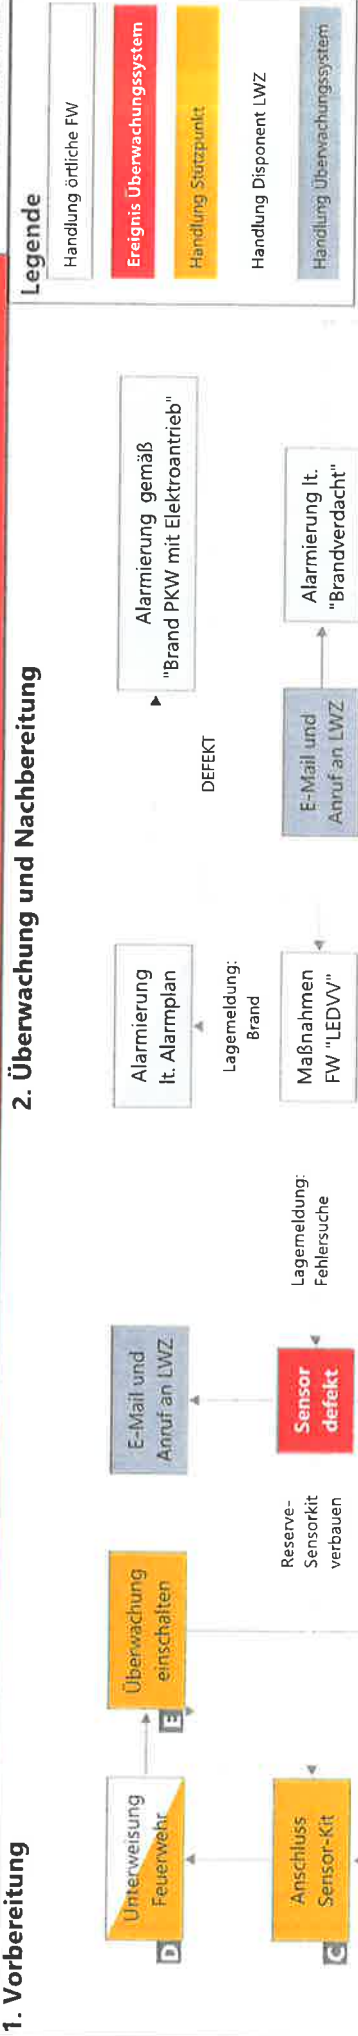 1. Vorbereitung
D
Unterweisung
Feuerwehr
E
Überwachung
einschalten
C
Anschluss
Sensor-Kit
2. Überwachung und Nachbereitung
E-Mail und
Anruf an LWZ
Reserve-
Sensorkit
verbauen
Sensor
defekt
Lagemeldung:
Fehlersuche
Alarmierung
lt. Alarmplan
Lagemeldung:
Brand
Maßnahmen
FW "LEDVV"
DEFEKT
Alarmierung gemäß
"Brand PKW mit Elektroantrieb"
E-Mail und
Anruf an LWZ
Alarmierung lt.
"Brandverdacht"
Legende
Handlung örtliche FW
Ereignis Überwachungssystem
Handlung Stützpunkt
Handlung Disponent LWZ
Handlung Überwachungssystem